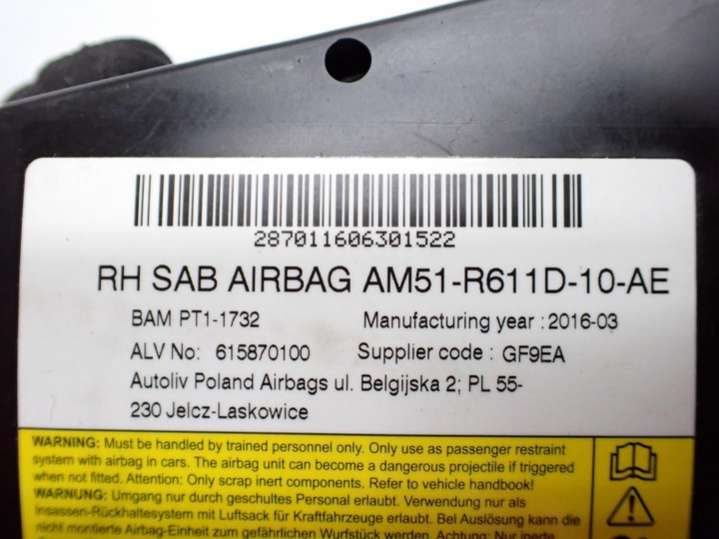 287011606301522
RH SAB AIRBAG AM51-R611D-10-AE
BAM PT1-1732 Manufacturing year : 2016-03
ALV No: 615870100 Supplier code : GF9EA
Autoliv Poland Airbags ul. Belgijska 2; PL 55-
230 Jelcz-Laskowice
WARNING: Must be handled by trained personnel only. Only use as passenger restraint
system with airbag in cars. The airbag unit can become a dangerous projectile if triggered
when not fitted. Attention: Only scrap inert components. Refer to vehicle handbook!
WARNUNG: Umgang nur durch geschultes Personal erlaubt. Verwendung nur als
Insassen-Rückhaltesystem mit Luftsack für Kraftfahrzeuge erlaubt. Bei Auslösung kann die
nicht montierte Airbag-Einheit zum gefährlichen Wurfstück werden. Achtung: Nur inerte